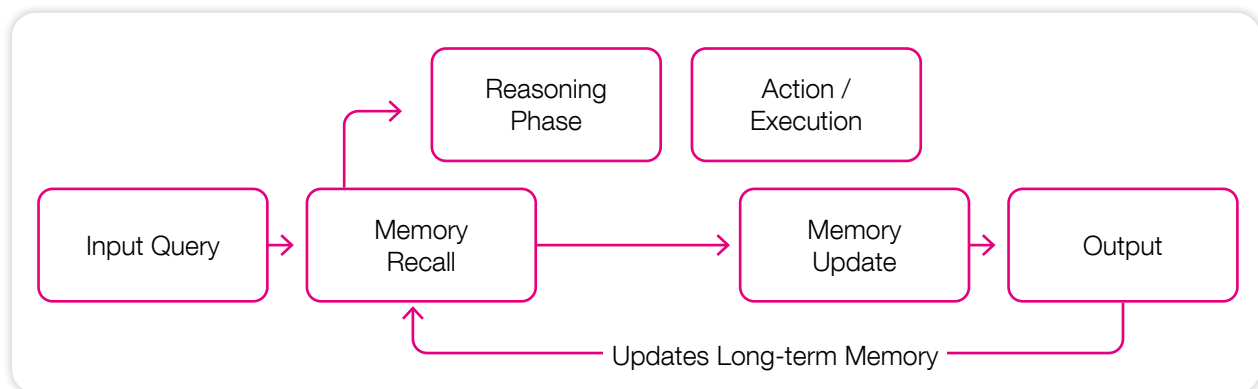 Reasoning
Phase
Action /
Execution
Input Query
Memory
Recall
Memory
Update
Output
Updates Long-term Memory